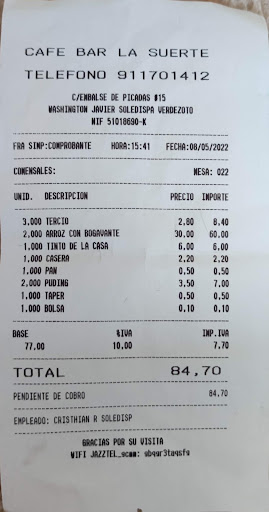 CAFE BAR LA SUERTE
TELEFONO 911701412
C/EMBALSE DE PICADAS #15
WASHINGTON JAVIER SOLEDISPA VERDEZOTO
NIF 51018690-K
FRA SIMP:COMPROBANTE HORA:15:41 FECHA:08/05/2022
COMENSALES: MESA: 022
UNID. DESCRIPCION PRECIO IMPORTE
3,000 TERCIO 2,80 8,40
2,000 ARROZ CON BOGAVANTE 30,00 60,00
1,000 TINTO DE LA CASA 6,00 6,00
1,000 CASERA 2,20 2,20
1,000 PAN 0,50 0,50
2,000 PUDING 3,50 7,00
1,000 TAPER 0,50 0,50
1,000 BOLSA 0,10 0,10
BASE %IVA IMP.IVA
77.00 10.00 7.70
TOTAL 84,70
PENDIENTE DE COBRO 84,70
EMPLEADO: CRISTHIAN R SOLEDISP
GRACIAS POR SU VISITA
WIFI